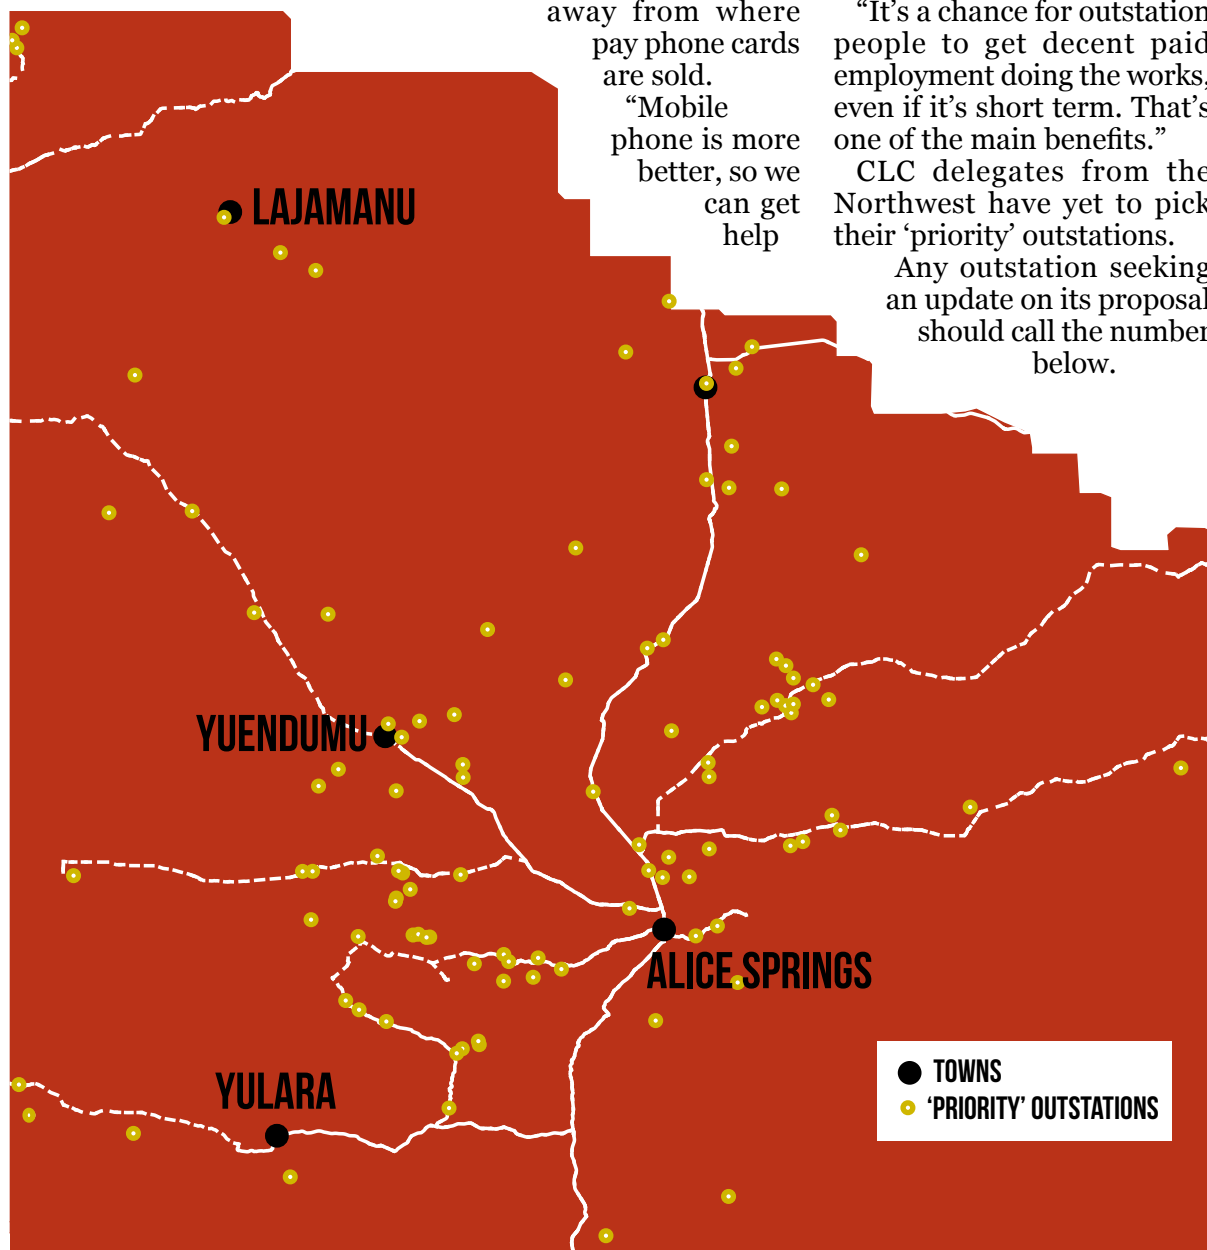 away from where
pay phone cards
are sold.
“Mobile
phone is more
better, so we
can get
help
“It’s a chance for outstation
people to get decent paid
employment doing the works,
even if it’s short term. That’s
one of the main benefits.”
CLC delegates from the
Northwest have yet to pick
their ‘priority’ outstations.
Any outstation seeking
an update on its proposal
should call the number
below.
LAJAMANU
YUENDUMU
ALICE SPRINGS
YULARA
TOWNS
‘PRIORITY’ OUTSTATIONS